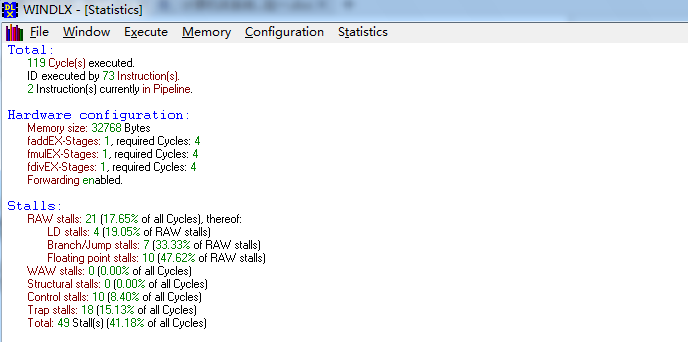 WINDLX - [Statistics]
File Window Execute Memory Configuration Statistics
Total:
119 Cycle(s) executed.
ID executed by 73 Instruction(s).
2 Instruction(s) currently in Pipeline.
Hardware configuration:
Memory size: 32768 Bytes
faddEX-Stages: 1, required Cycles: 4
fmulEX-Stages: 1, required Cycles: 4
fdivEX-Stages: 1, required Cycles: 4
Forwarding enabled.
Stalls:
RAW stalls: 21 (17.65% of all Cycles), thereof:
LD stalls: 4 (19.05% of RAW stalls)
Branch/Jump stalls: 7 (33.33% of RAW stalls)
Floating point stalls: 10 (47.62% of RAW stalls)
WAW stalls: 0 (0.00% of all Cycles)
Structural stalls: 0 (0.00% of all Cycles)
Control stalls: 10 (8.40% of all Cycles)
Trap stalls: 18 (15.13% of all Cycles)
Total: 49 Stall(s) (41.18% of all Cycles)